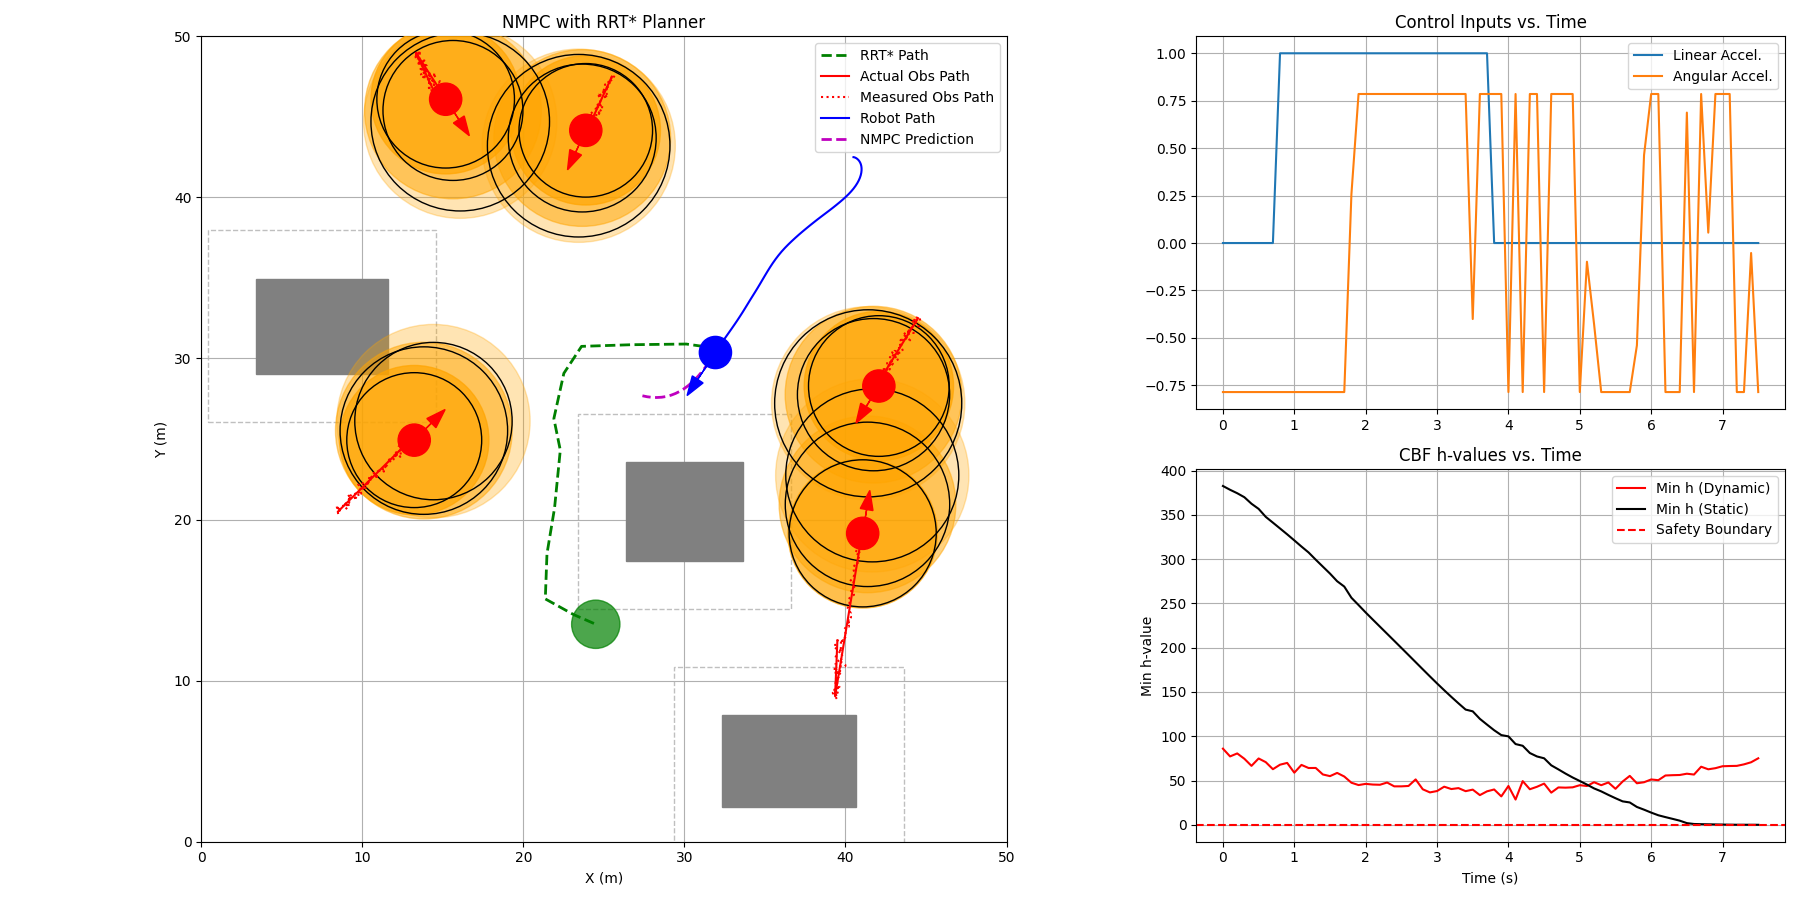 NMPC with RRT* Planner
50
40
30
20
10
0
Y (m)
0 10 20 30 40 50
X (m)
RRT* Path
Actual Obs Path
Measured Obs Path
Robot Path
NMPC Prediction
Control Inputs vs. Time
1.00
0.75
0.50
0.25
0.00
−0.25
−0.50
−0.75
0 1 2 3 4 5 6 7
Linear Accel.
Angular Accel.
CBF h-values vs. Time
400
350
300
250
200
150
100
50
0
Min h-value
0 1 2 3 4 5 6 7
Time (s)
Min h (Dynamic)
Min h (Static)
Safety Boundary